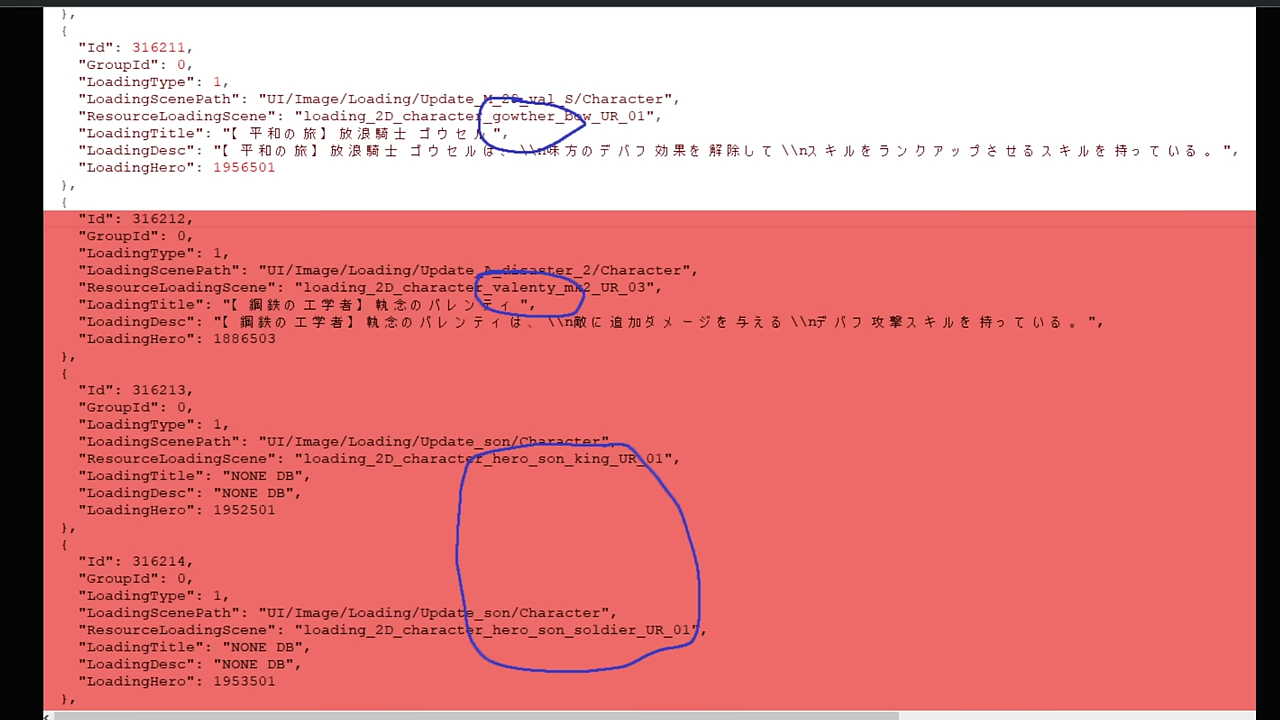 },
{
"Id": 316211,
"GroupId": 0,
"LoadingType": 1,
"LoadingScenePath": "UI/Image/Loading/Update_M_28_val_S/Character",
"ResourceLoadingScene": "loading_2D_character_gowther_bow_UR_01",
"LoadingTitle": "【 平和の 旅】 放浪騎士 ゴウセル ",
"LoadingDesc": "【 平和の 旅】 放浪騎士 ゴウセルは、 \\n味方のデバフ 効果を 解除して \\nスキルをランクアップさせるスキルを 持っている 。 ",
"LoadingHero": 1956501
},
{
"Id": 316212,
"GroupId": 0,
"LoadingType": 1,
"LoadingScenePath": "UI/Image/Loading/Update_A_disaster_2/Character",
"ResourceLoadingScene": "loading_2D_character_valenty_mk2_UR_03",
"LoadingTitle": "【 鋼鉄の 工学者】 執念のバレンティ ",
"LoadingDesc": "【 鋼鉄の 工学者】 執念のバレンティは、 \\n敵に 追加ダメージを 与える \\nデバフ 攻撃スキルを 持っている 。 ",
"LoadingHero": 1886503
},
{
"Id": 316213,
"GroupId": 0,
"LoadingType": 1,
"LoadingScenePath": "UI/Image/Loading/Update_son/Character",
"ResourceLoadingScene": "loading_2D_character_hero_son_king_UR_01",
"LoadingTitle": "NONE DB",
"LoadingDesc": "NONE DB",
"LoadingHero": 1952501
},
{
"Id": 316214,
"GroupId": 0,
"LoadingType": 1,
"LoadingScenePath": "UI/Image/Loading/Update_son/Character",
"ResourceLoadingScene": "loading_2D_character_hero_son_soldier_UR_01",
"LoadingTitle": "NONE DB",
"LoadingDesc": "NONE DB",
"LoadingHero": 1953501
},